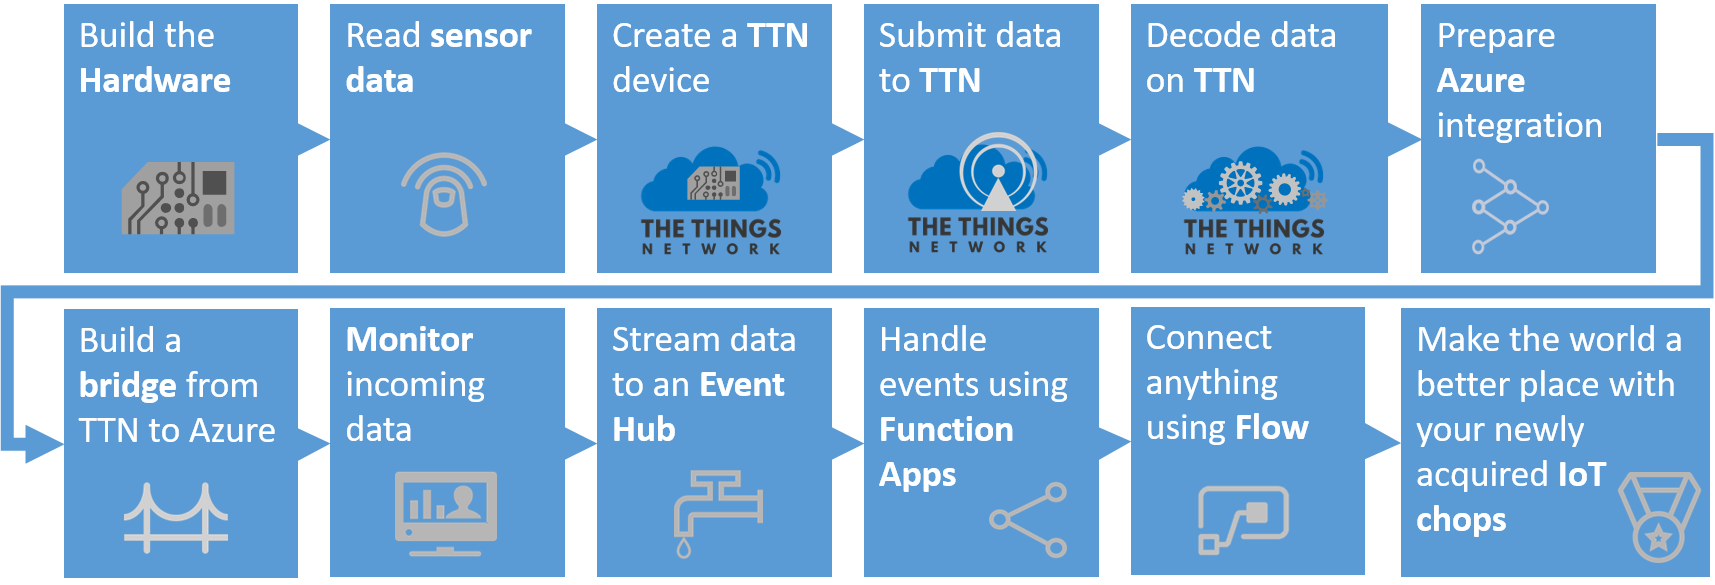 Build the
Hardware
Read sensor
data
Create a TTN
device
THE THINGS
NETWORK
Submit data
to TTN
THE THINGS
NETWORK
Decode data
on TTN
THE THINGS
NETWORK
Prepare
Azure
integration
Build a
bridge from
TTN to Azure
Monitor
incoming
data
Stream data
to an Event
Hub
Handle
events using
Function
Apps
Connect
anything
using Flow
Make the world a
better place with
your newly
acquired IoT
chops